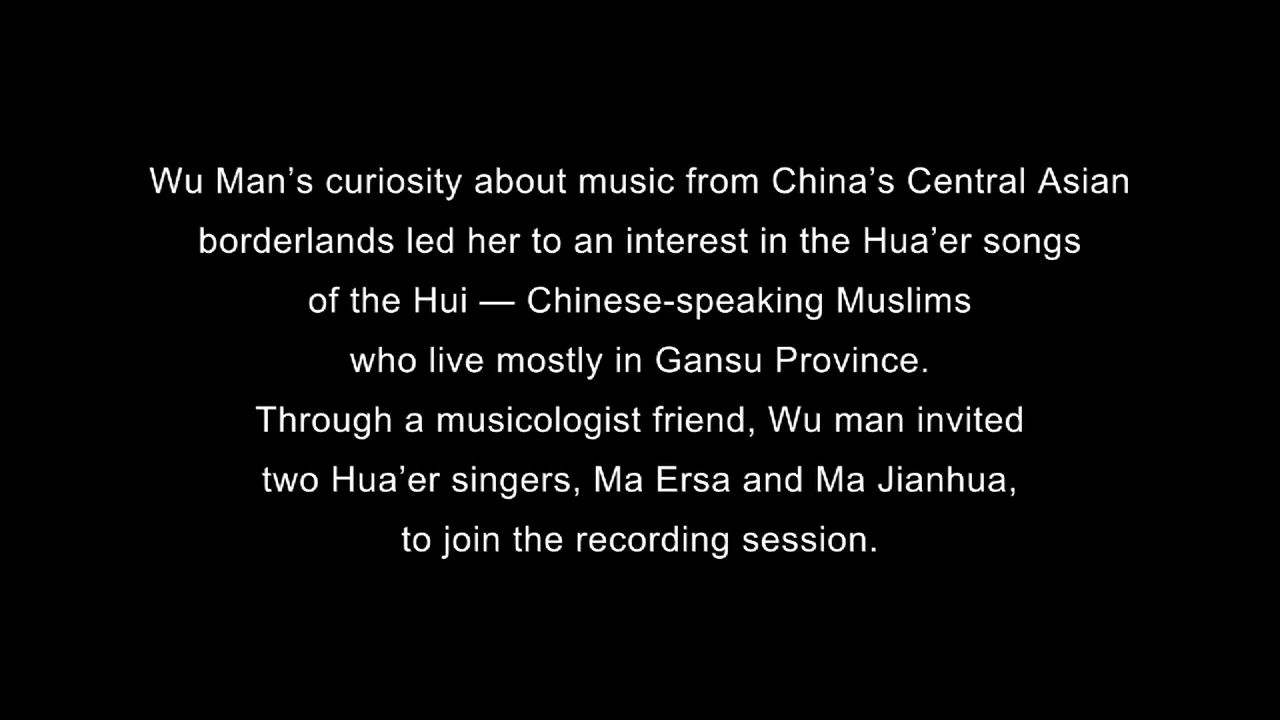 Wu Man’s curiosity about music from China’s Central Asian
borderlands led her to an interest in the Hua’er songs
of the Hui — Chinese-speaking Muslims
who live mostly in Gansu Province.
Through a musicologist friend, Wu man invited
two Hua’er singers, Ma Ersa and Ma Jianhua,
to join the recording session.